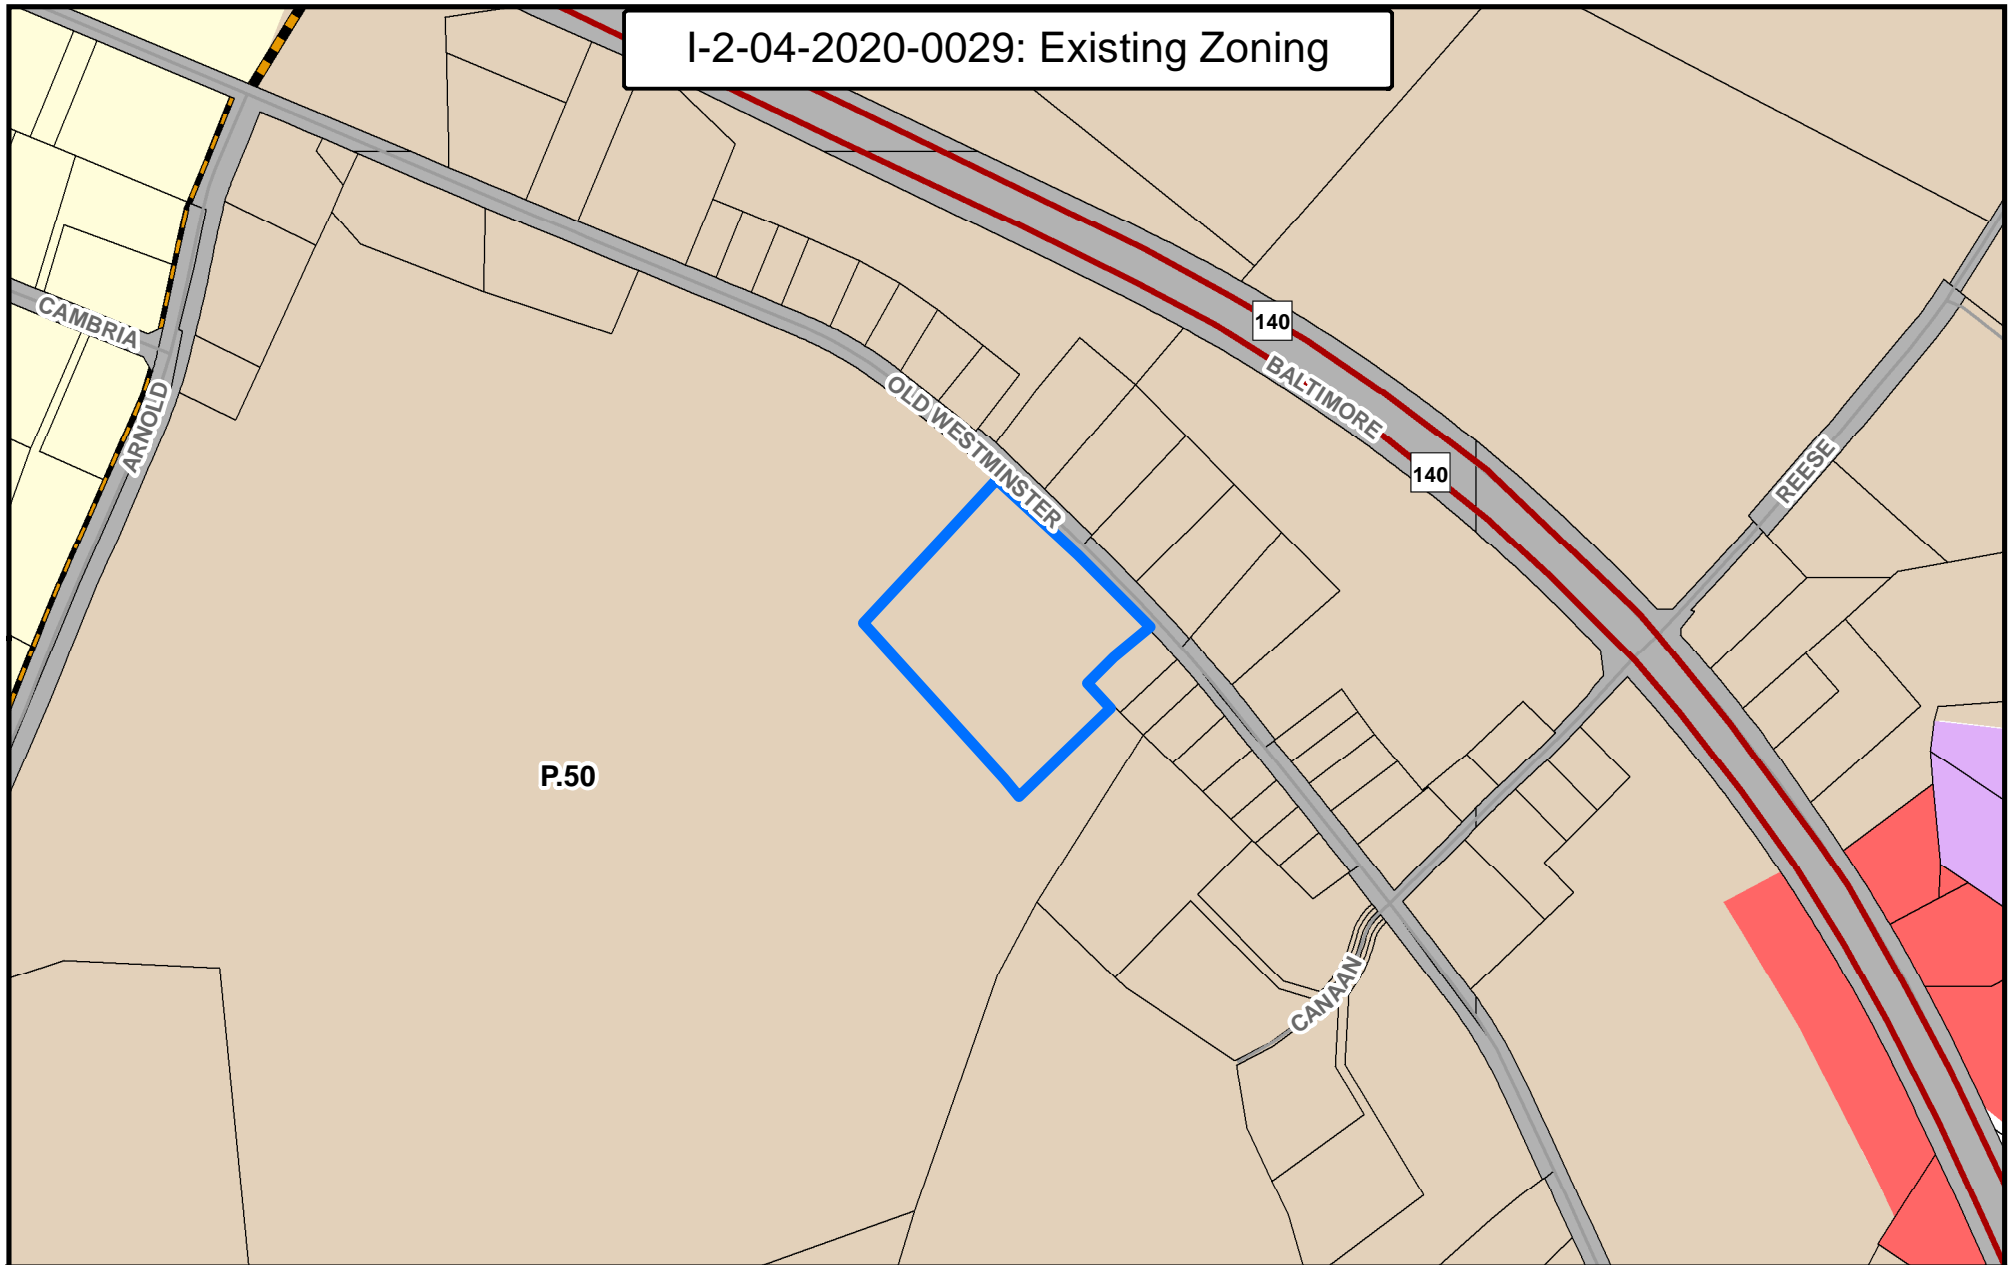 I-2-04-2020-0029: Existing Zoning
CAMBRIA
ARNOLD
OLD WESTMINSTER
140
BALTIMORE
140
REESE
P.50
CANAAN